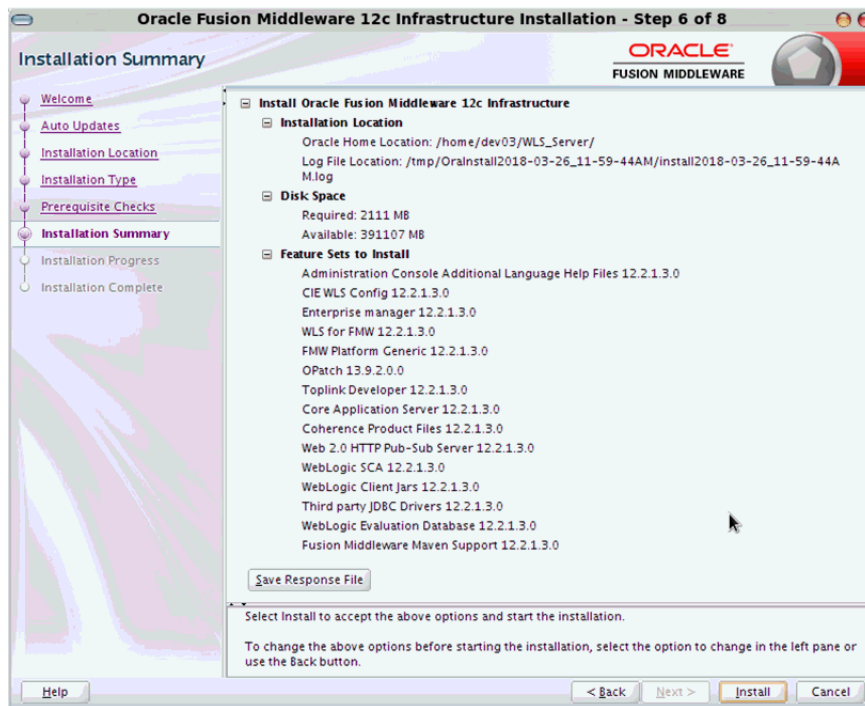 Oracle Fusion Middleware 12c Infrastructure Installation - Step 6 of 8
Installation Summary
ORACLE
FUSION MIDDLEWARE
Welcome
Auto Updates
Installation Location
Installation Type
Prerequisite Checks
Installation Summary
Installation Progress
Installation Complete
Install Oracle Fusion Middleware 12c Infrastructure
Installation Location
Oracle Home Location: /home/dev03/WLS_Server/
Log File Location: /tmp/OraInstall2018-03-26_11-59-44AM/install2018-03-26_11-59-44A
M.log
Disk Space
Required: 2111 MB
Available: 391107 MB
Feature Sets to Install
Administration Console Additional Language Help Files 12.2.1.3.0
CIE WLS Config 12.2.1.3.0
Enterprise manager 12.2.1.3.0
WLS for FMW 12.2.1.3.0
FMW Platform Generic 12.2.1.3.0
OPatch 13.9.2.0.0
Toplink Developer 12.2.1.3.0
Core Application Server 12.2.1.3.0
Coherence Product Files 12.2.1.3.0
Web 2.0 HTTP Pub-Sub Server 12.2.1.3.0
WebLogic SCA 12.2.1.3.0
WebLogic Client Jars 12.2.1.3.0
Third party JDBC Drivers 12.2.1.3.0
WebLogic Evaluation Database 12.2.1.3.0
Fusion Middleware Maven Support 12.2.1.3.0
Save Response File
Select Install to accept the above options and start the installation.
To change the above options before starting the installation, select the option to change in the left pane or
use the Back button.
Help
< Back
Next >
Install
Cancel